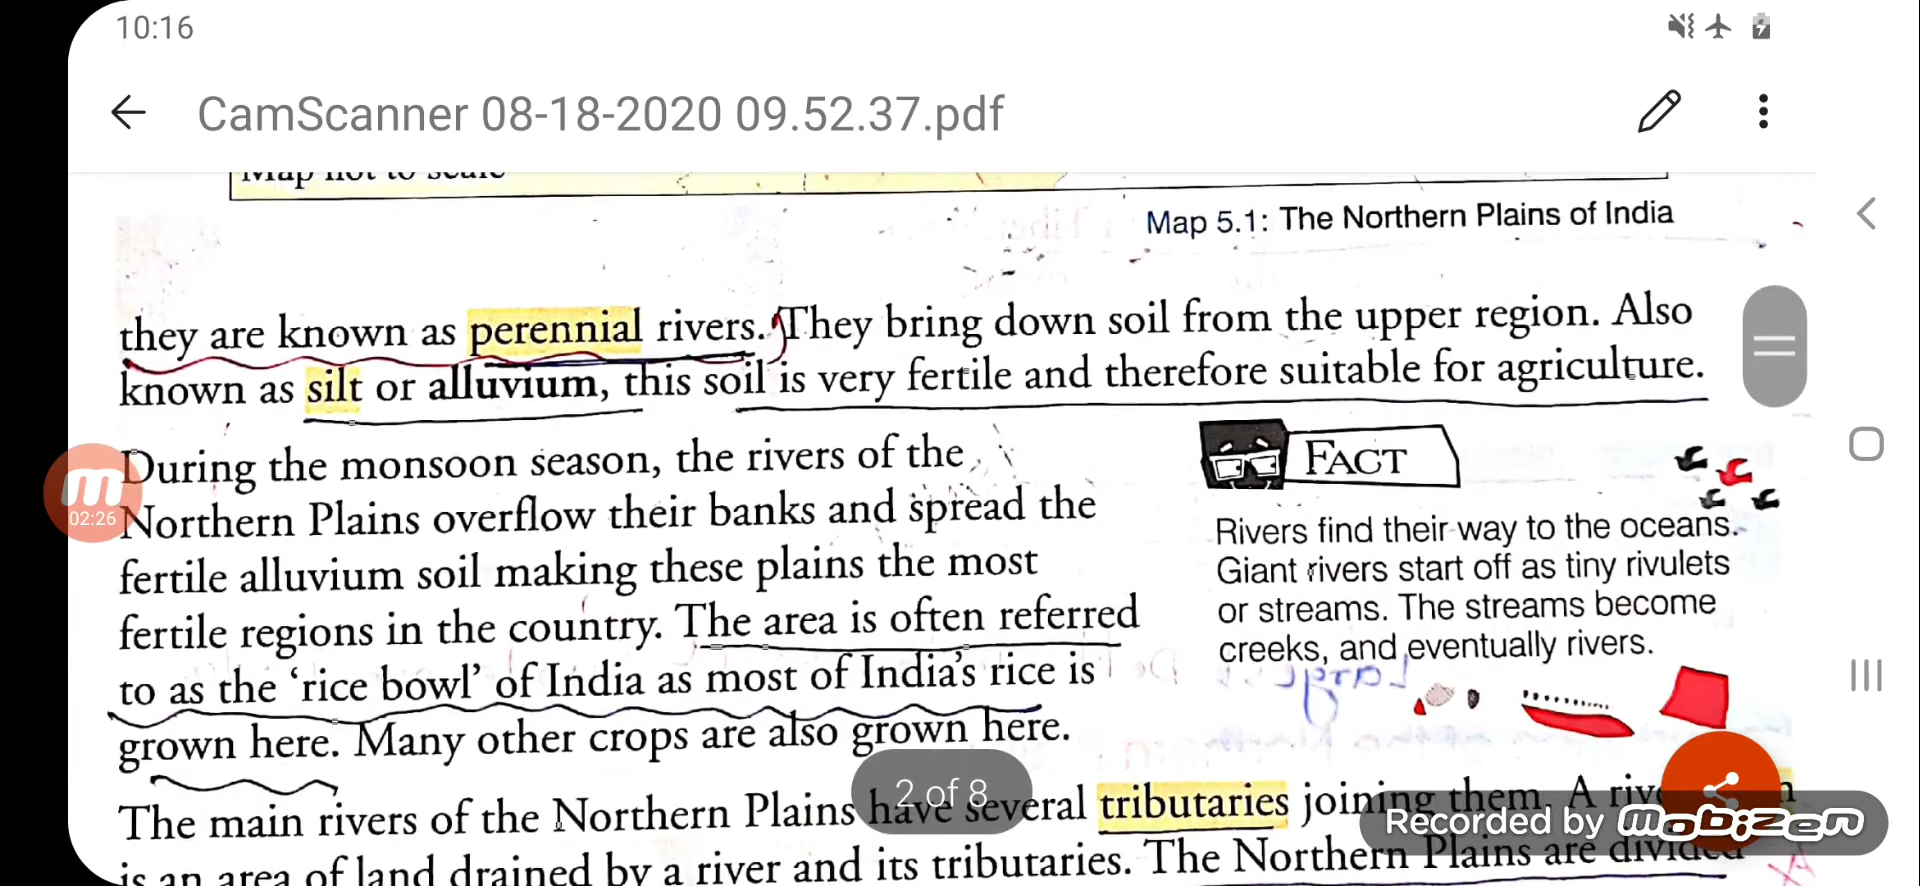 10:16
CamScanner 08-18-2020 09.52.37.pdf
Map not to scale
Map 5.1: The Northern Plains of India
they are known as perennial rivers. They bring down soil from the upper region. Also
known as silt or alluvium, this soil is very fertile and therefore suitable for agriculture.
During the monsoon season, the rivers of the
Northern Plains overflow their banks and spread the
fertile alluvium soil making these plains the most
fertile regions in the country. The area is often referred
to as the ‘rice bowl’ of India as most of India’s rice is
grown here. Many other crops are also grown here.
FACT
Rivers find their way to the oceans.
Giant rivers start off as tiny rivulets
or streams. The streams become
creeks, and eventually rivers.
02:26
2 of 8
The main rivers of the Northern Plains have several tributaries joining them. A
is an area of land drained by a river and its tributaries. The Northern Plains are divided
Recorded by mobizen